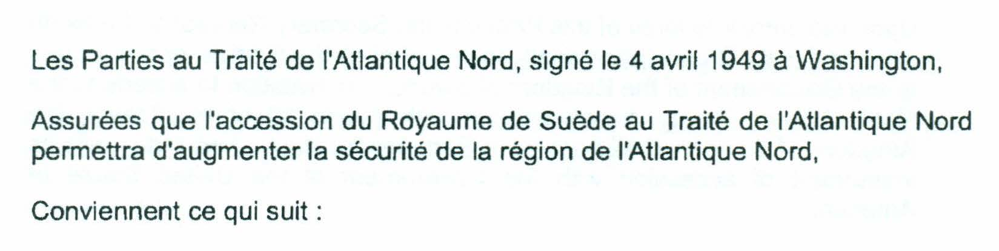 Les Parties au Traité de l'Atlantique Nord, signé le 4 avril 1949 à Washington,
Assurées que l'accession du Royaume de Suède au Traité de l'Atlantique Nord
permettra d'augmenter la sécurité de la région de l'Atlantique Nord,
Conviennent ce qui suit :